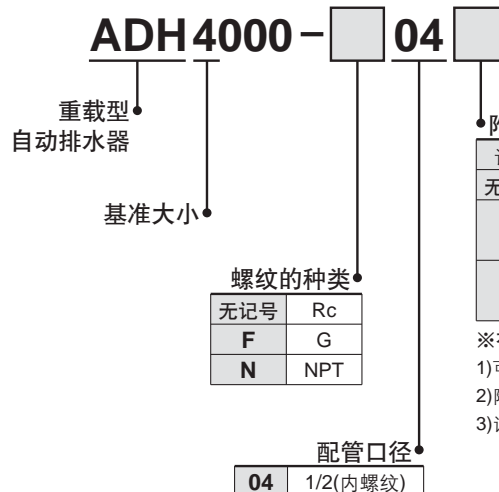 ADH4000-□ 04 □
重载型
自动排水器
基准大小
螺纹的种类
无记号 Rc
F G
N NPT
配管口径
04 1/2(内螺纹)
无
※
1)
2)
3)